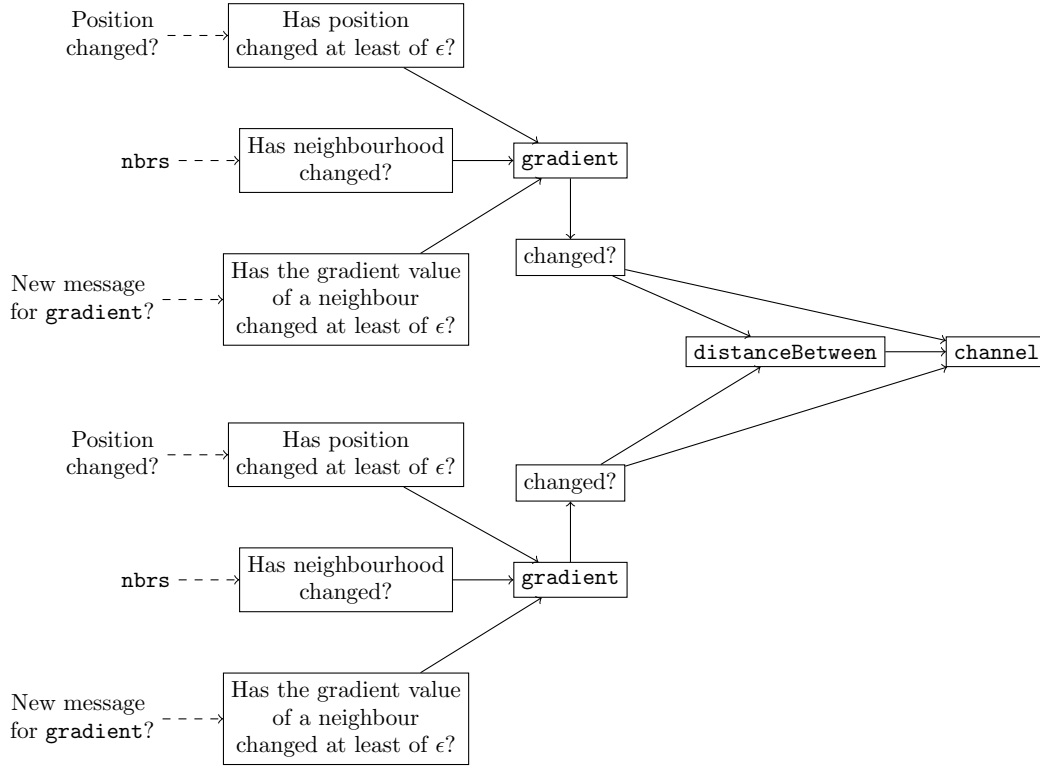 Position
changed?
Has position
changed at least of ϵ?
nbrs
Has neighbourhood
changed?
gradient
changed?
New message
for gradient?
Has the gradient value
of a neighbour
changed at least of ϵ?
distanceBetween
channel
Position
changed?
Has position
changed at least of ϵ?
changed?
nbrs
Has neighbourhood
changed?
gradient
New message
for gradient?
Has the gradient value
of a neighbour
changed at least of ϵ?